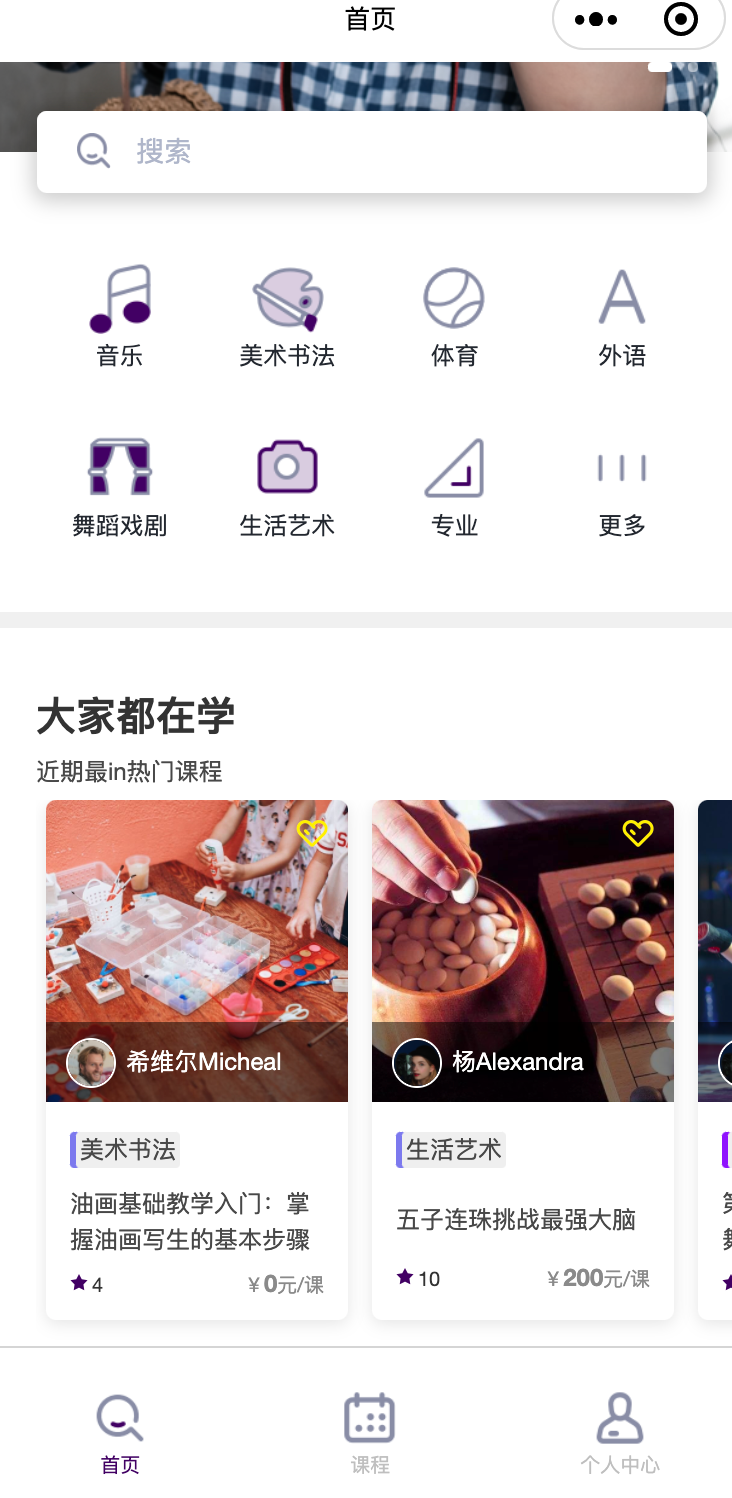 首页
搜索
音乐
美术书法
体育
外语
舞蹈戏剧
生活艺术
专业
更多
大家都在学
近期最in热门课程
希维尔Micheal
杨Alexandra
美术书法
生活艺术
油画基础教学入门：掌
握油画写生的基本步骤
五子连珠挑战最强大脑
4
￥0元/课
10
￥200元/课
首页
课程
个人中心